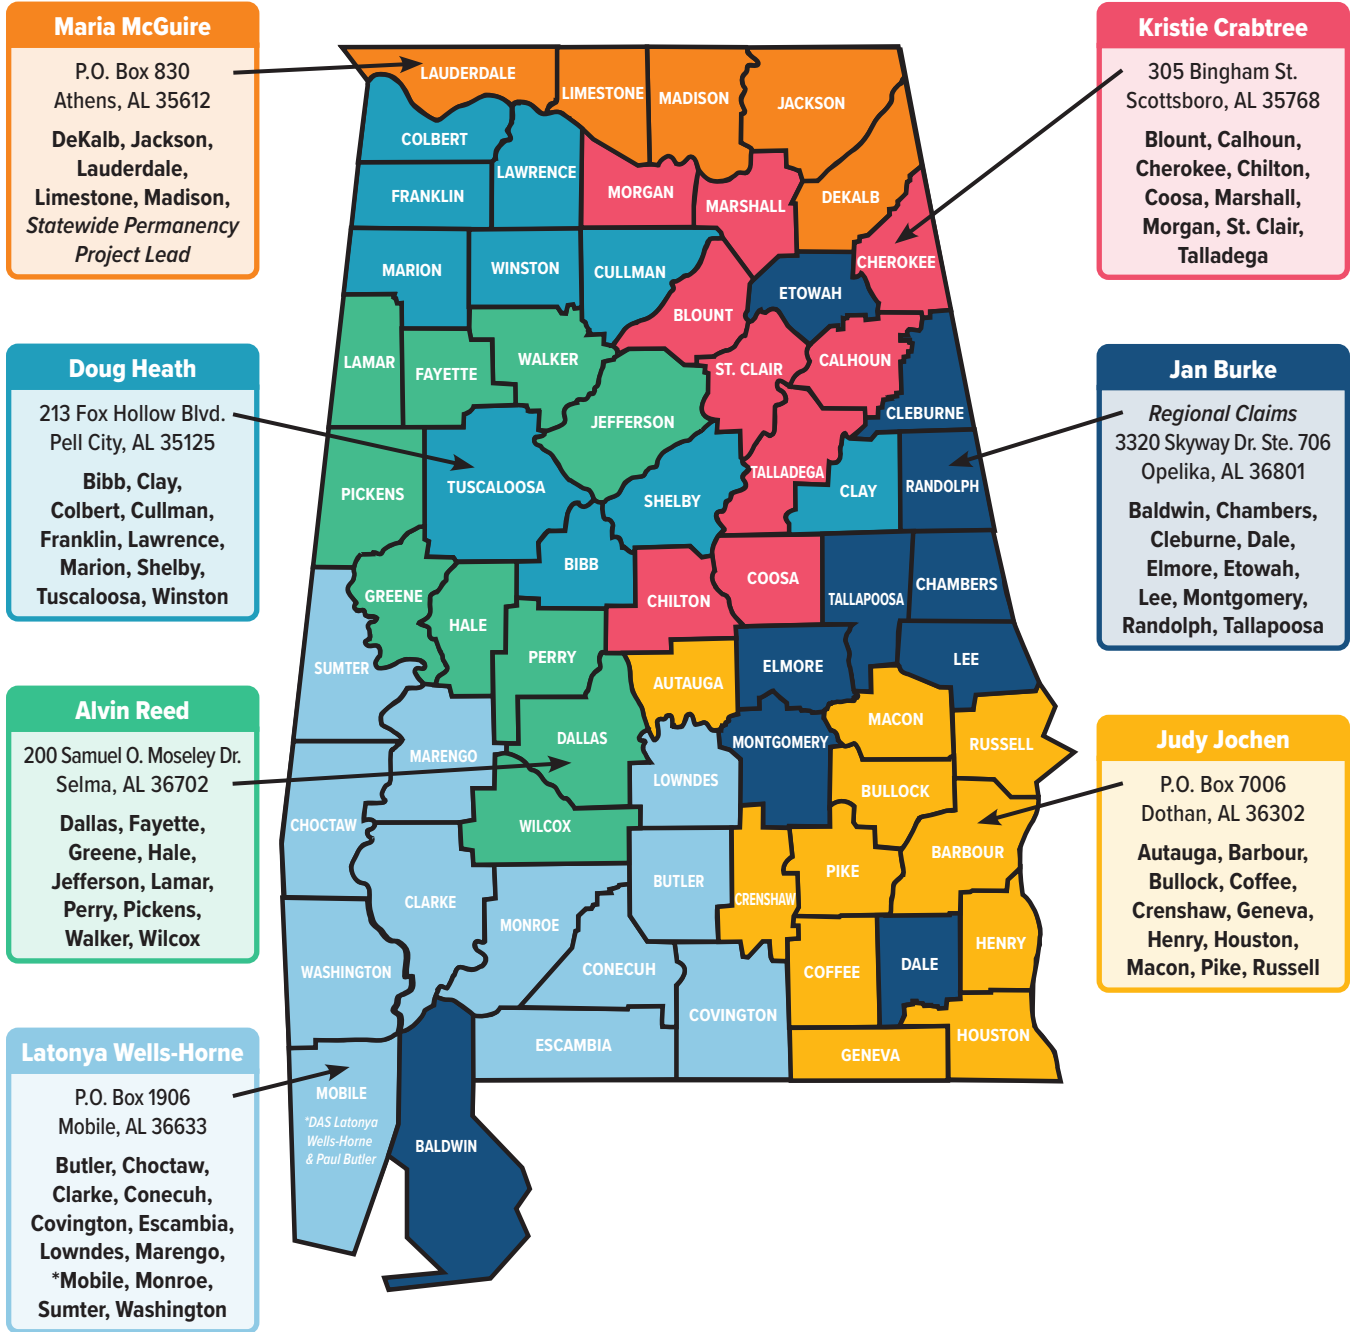 Maria McGuire
P.O. Box 830
Athens, AL 35612
DeKalb, Jackson,
Lauderdale,
Limestone, Madison,
Statewide Permanency
Project Lead
Doug Heath
213 Fox Hollow Blvd.
Pell City, AL 35125
Bibb, Clay,
Colbert, Cullman,
Franklin, Lawrence,
Marion, Shelby,
Tuscaloosa, Winston
Alvin Reed
200 Samuel O. Moseley Dr.
Selma, AL 36702
Dallas, Fayette,
Greene, Hale,
Jefferson, Lamar,
Perry, Pickens,
Walker, Wilcox
Latonya Wells-Horne
P.O. Box 1906
Mobile, AL 36633
Butler, Choctaw,
Clarke, Conecuh,
Covington, Escambia,
Lowndes, Marengo,
*Mobile, Monroe,
Sumter, Washington
LAUDERDALE
LIMESTONE
MADISON
JACKSON
COLBERT
LAWRENCE
FRANKLIN
MORGAN
MARSHALL
DEKALB
MARION
WINSTON
CULLMAN
CHEROKEE
ETOWAH
BLOUNT
LAMAR
FAYETTE
WALKER
ST. CLAIR
CALHOUN
CLEBURNE
JEFFERSON
PICKENS
TUSCALOOSA
SHELBY
TALLADEGA
CLAY
RANDOLPH
BIBB
GREENE
HALE
CHILTON
COOSA
TALLAPOOSA
CHAMBERS
SUMTER
PERRY
AUTAUGA
ELMORE
LEE
MARENGO
DALLAS
LOWNDES
MONTGOMERY
MACON
RUSSELL
BULLOCK
CHOCTAW
WILCOX
BARBOUR
CLARKE
MONROE
BUTLER
CRENSHAW
PIKE
WASHINGTON
CONECUH
COFFEE
DALE
HENRY
COVINGTON
ESCAMBIA
GENEVA
HOUSTON
MOBILE
*DAS Latonya
Wells-Horne
& Paul Butler
BALDWIN
Kristie Crabtree
305 Bingham St.
Scottsboro, AL 35768
Blount, Calhoun,
Cherokee, Chilton,
Coosa, Marshall,
Morgan, St. Clair,
Talladega
Jan Burke
Regional Claims
3320 Skyway Dr. Ste. 706
Opelika, AL 36801
Baldwin, Chambers,
Cleburne, Dale,
Elmore, Etowah,
Lee, Montgomery,
Randolph, Tallapoosa
Judy Jochen
P.O. Box 7006
Dothan, AL 36302
Autauga, Barbour,
Bullock, Coffee,
Crenshaw, Geneva,
Henry, Houston,
Macon, Pike, Russell